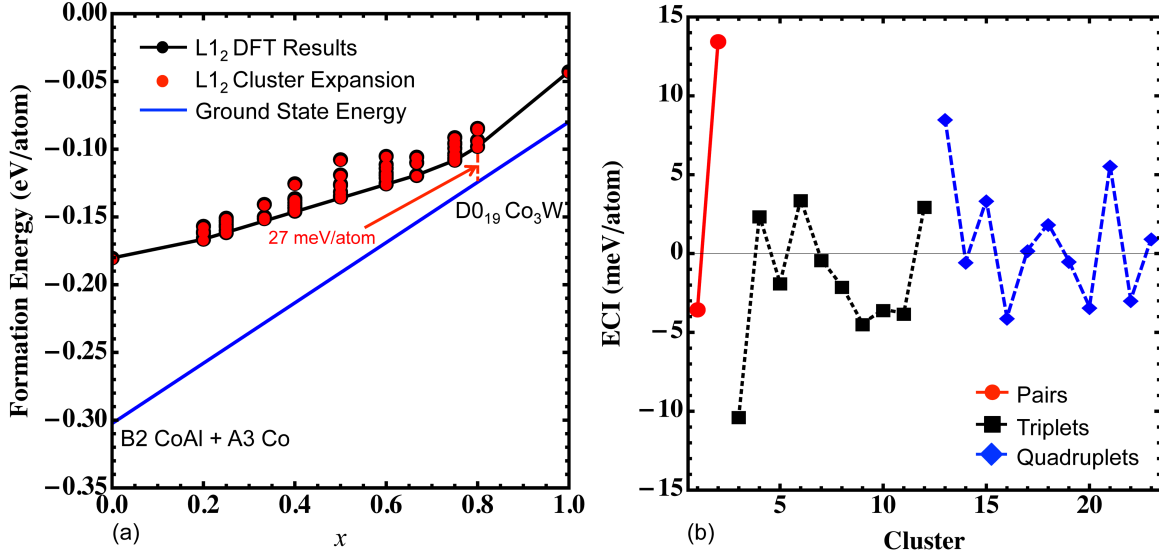 0.00
−0.05
−0.10
−0.15
−0.20
−0.25
−0.30
−0.35
Formation Energy (eV/atom)
L1₂ DFT Results
L1₂ Cluster Expansion
Ground State Energy
D0₁₉ Co₃W
27 meV/atom
B2 CoAl + A3 Co
0.0 0.2 0.4 0.6 0.8 1.0
(a)
x
15
10
5
0
−5
−10
−15
ECI (meV/atom)
Pairs
Triplets
Quadruplets
5 10 15 20
(b)
Cluster